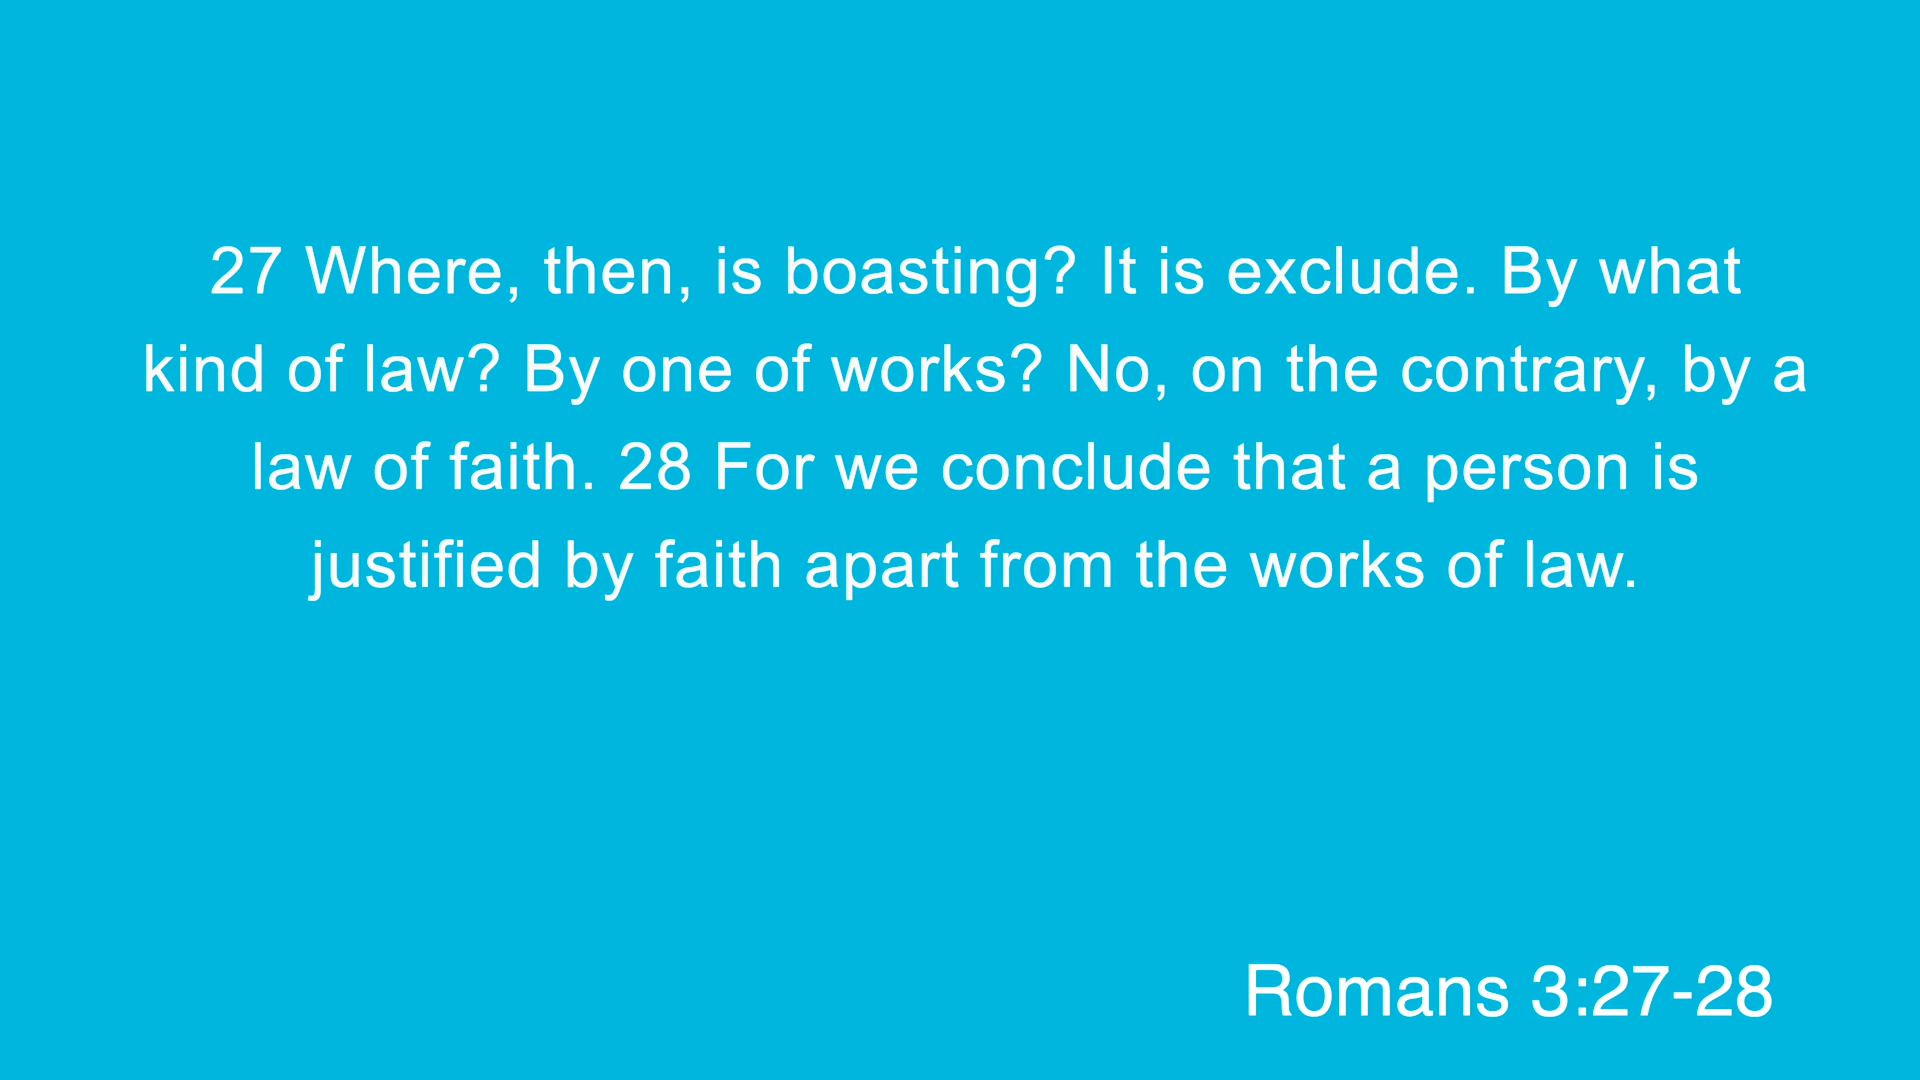 27 Where, then, is boasting? It is exclude. By what
kind of law? By one of works? No, on the contrary, by a
law of faith. 28 For we conclude that a person is
justified by faith apart from the works of law.
Romans 3:27-28